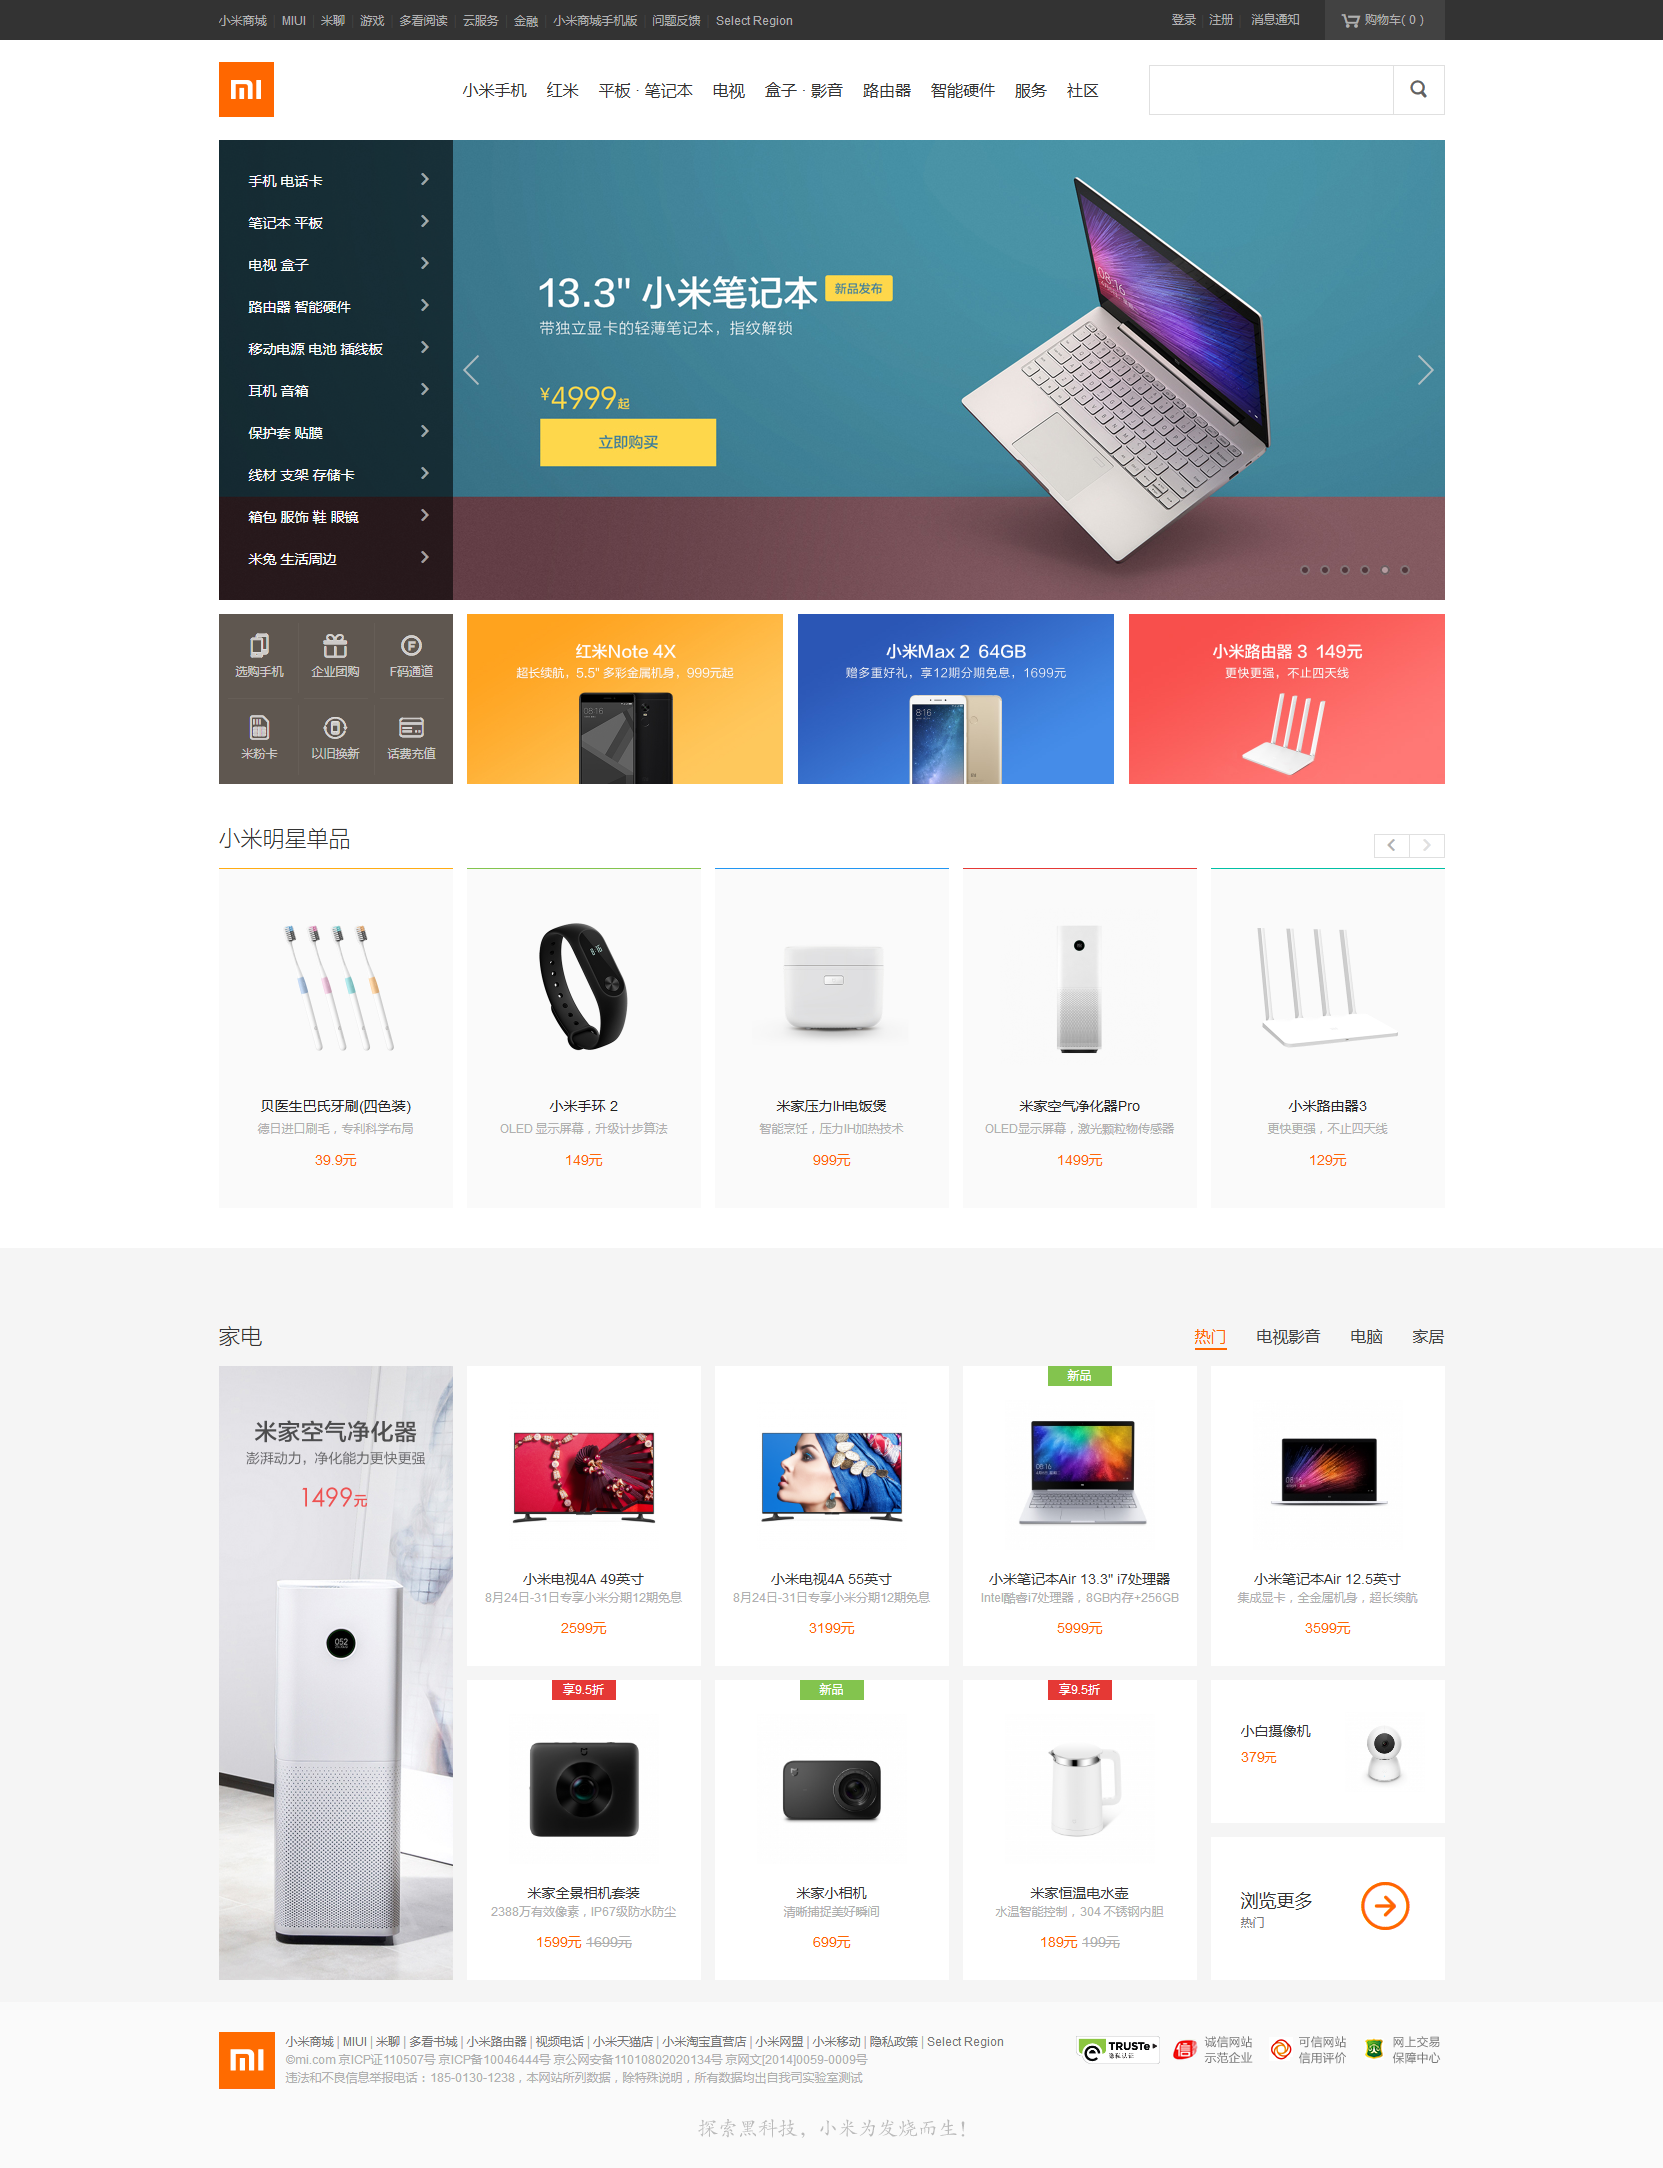 小米商城 | MIUI | 米聊 | 游戏 | 多看阅读 | 云服务 | 金融 | 小米商城手机版 | 问题反馈 | Select Region
登录 | 注册 | 消息通知 购物车( 0 )
小米手机 红米 平板 · 笔记本 电视 盒子 · 影音 路由器 智能硬件 服务 社区
手机 电话卡
笔记本 平板
电视 盒子
路由器 智能硬件
移动电源 电池 插线板
耳机 音箱
保护套 贴膜
线材 支架 存储卡
箱包 服饰 鞋 眼镜
米兔 生活周边
13.3" 小米笔记本 新品发布
带独立显卡的轻薄笔记本，指纹解锁
¥4999起
立即购买
选购手机 企业团购 F码通道
米粉卡 以旧换新 话费充值
红米Note 4X
超长续航，5.5" 多彩金属机身，999元起
小米Max 2 64GB
赠多重好礼，享12期分期免息，1699元
小米路由器 3 149元
更快更强，不止四天线
小米明星单品
贝医生巴氏牙刷(四色装)
德日进口刷毛，专利科学布局
39.9元
小米手环 2
OLED 显示屏幕，升级计步算法
149元
米家压力IH电饭煲
智能烹饪，压力IH加热技术
999元
米家空气净化器Pro
OLED显示屏幕，激光颗粒物传感器
1499元
小米路由器3
更快更强，不止四天线
129元
家电
热门 电视影音 电脑 家居
米家空气净化器
澎湃动力，净化能力更快更强
1499元
052
小米电视4A 49英寸
8月24日-31日专享小米分期12期免息
2599元
小米电视4A 55英寸
8月24日-31日专享小米分期12期免息
3199元
新品
小米笔记本Air 13.3" i7处理器
Intel酷睿i7处理器，8GB内存+256GB
5999元
小米笔记本Air 12.5英寸
集成显卡，全金属机身，超长续航
3599元
享9.5折
米家全景相机套装
2388万有效像素，IP67级防水防尘
1599元 1699元
新品
米家小相机
清晰捕捉美好瞬间
699元
享9.5折
米家恒温电水壶
水温智能控制，304 不锈钢内胆
189元 199元
小白摄像机
379元
浏览更多
热门
小米商城 | MIUI | 米聊 | 多看书城 | 小米路由器 | 视频电话 | 小米天猫店 | 小米淘宝直营店 | 小米网盟 | 小米移动 | 隐私政策 | Select Region
©mi.com 京ICP证110507号 京ICP备10046444号 京公网安备11010802020134号 京网文[2014]0059-0009号
违法和不良信息举报电话：185-0130-1238，本网站所列数据，除特殊说明，所有数据均出自我司实验室测试
TRUSTe
诚信网站
示范企业
可信网站
信用评价
网上交易
保障中心
探索黑科技，小米为发烧而生！